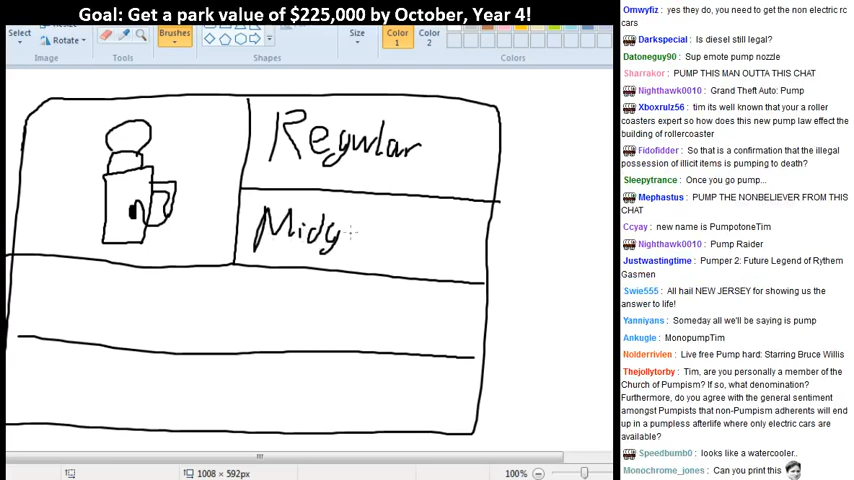 Goal: Get a park value of $225,000 by October, Year 4!
Select
Rotate
Image
Tools
Brushes
Shapes
Size
Color 1
Color 2
Colors
Regular
Midg
1008 × 592px
100%
Omwyfiz : yes they do, you need to get the non electric rc
cars
Darkspecial : Is diesel still legal?
Datoneguy90 : Sup emote pump nozzle
Sharrakor : PUMP THIS MAN OUTTA THIS CHAT
Nighthawk0010 : Grand Theft Auto: Pump
Xboxrulz56 : tim its well known that your a roller
coasters expert so how does this new pump law effect the
building of rollercoaster
Fidofidder : So that is a confirmation that the illegal
possession of illicit items is pumping to death?
Sleepytrance : Once you go pump...
Mephastus : PUMP THE NONBELIEVER FROM THIS
CHAT
Ccyay : new name is PumpotoneTim
Nighthawk0010 : Pump Raider
Justwastingtime : Pumper 2: Future Legend of Rythem
Gasmen
Swie555 : All hail NEW JERSEY for showing us the
answer to life!
Yanniyans : Someday all we'll be saying is pump
Ankugle : MonopumpTim
Nolderrivlen : Live free Pump hard: Starring Bruce Willis
Thejollytorby : Tim, are you personally a member of the
Church of Pumpism? If so, what denomination?
Furthermore, do you agree with the general sentiment
amongst Pumpists that non-Pumpism adherents will end
up in a pumpless afterlife where only electric cars are
available?
Speedbumb0 : looks like a watercooler..
Monochrome_jones : Can you print this